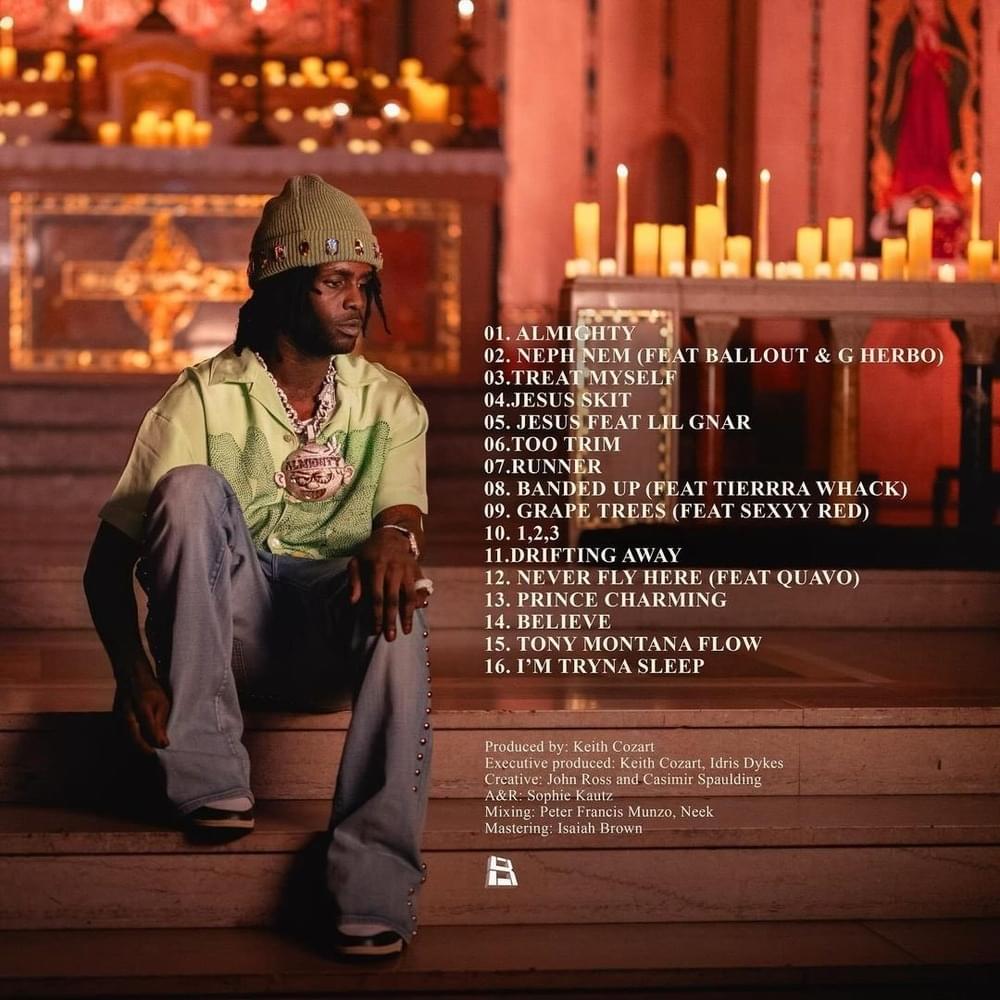 ALMIGHTY
01. ALMIGHTY
02. NEPH NEM (FEAT BALLOUT & G HERBO)
03.TREAT MYSELF
04.JESUS SKIT
05. JESUS FEAT LIL GNAR
06.TOO TRIM
07.RUNNER
08. BANDED UP (FEAT TIERRRA WHACK)
09. GRAPE TREES (FEAT SEXYY RED)
10. 1,2,3
11.DRIFTING AWAY
12. NEVER FLY HERE (FEAT QUAVO)
13. PRINCE CHARMING
14. BELIEVE
15. TONY MONTANA FLOW
16. I’M TRYNA SLEEP
Produced by: Keith Cozart
Executive produced: Keith Cozart, Idris Dykes
Creative: John Ross and Casimir Spaulding
A&R: Sophie Kautz
Mixing: Peter Francis Munzo, Neek
Mastering: Isaiah Brown